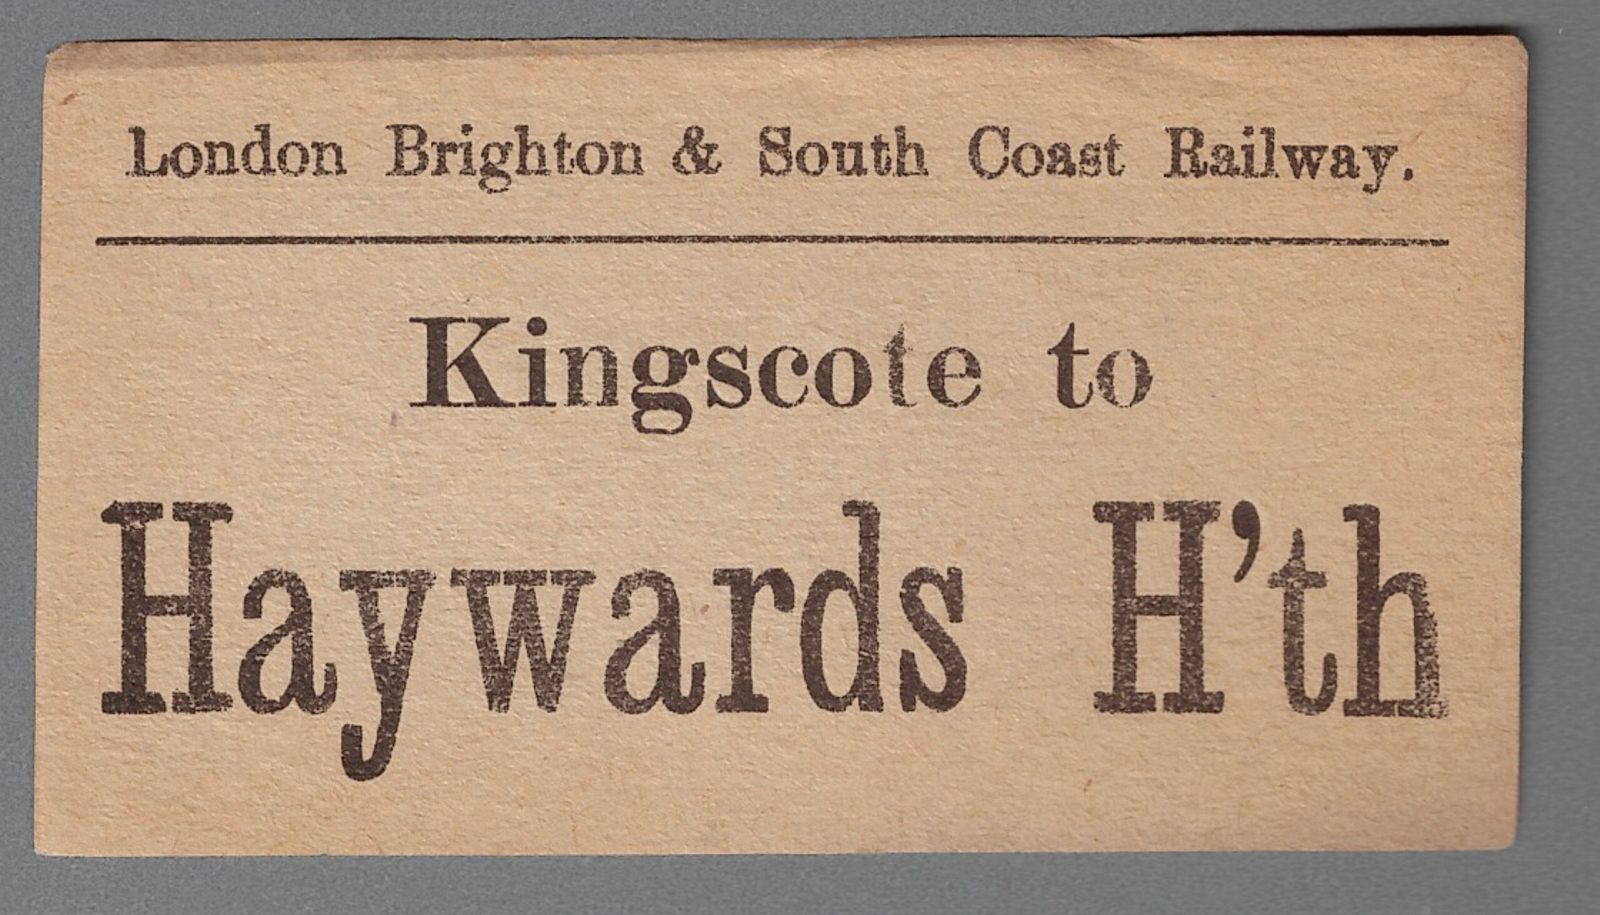 London Brighton & South Coast Railway.
Kingscote to
Haywards H'th